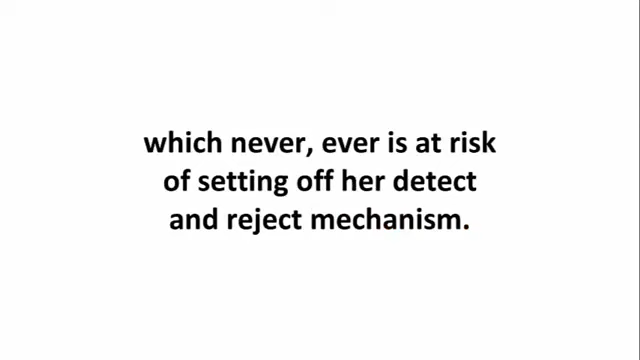 which never, ever is at risk
of setting off her detect
and reject mechanism.